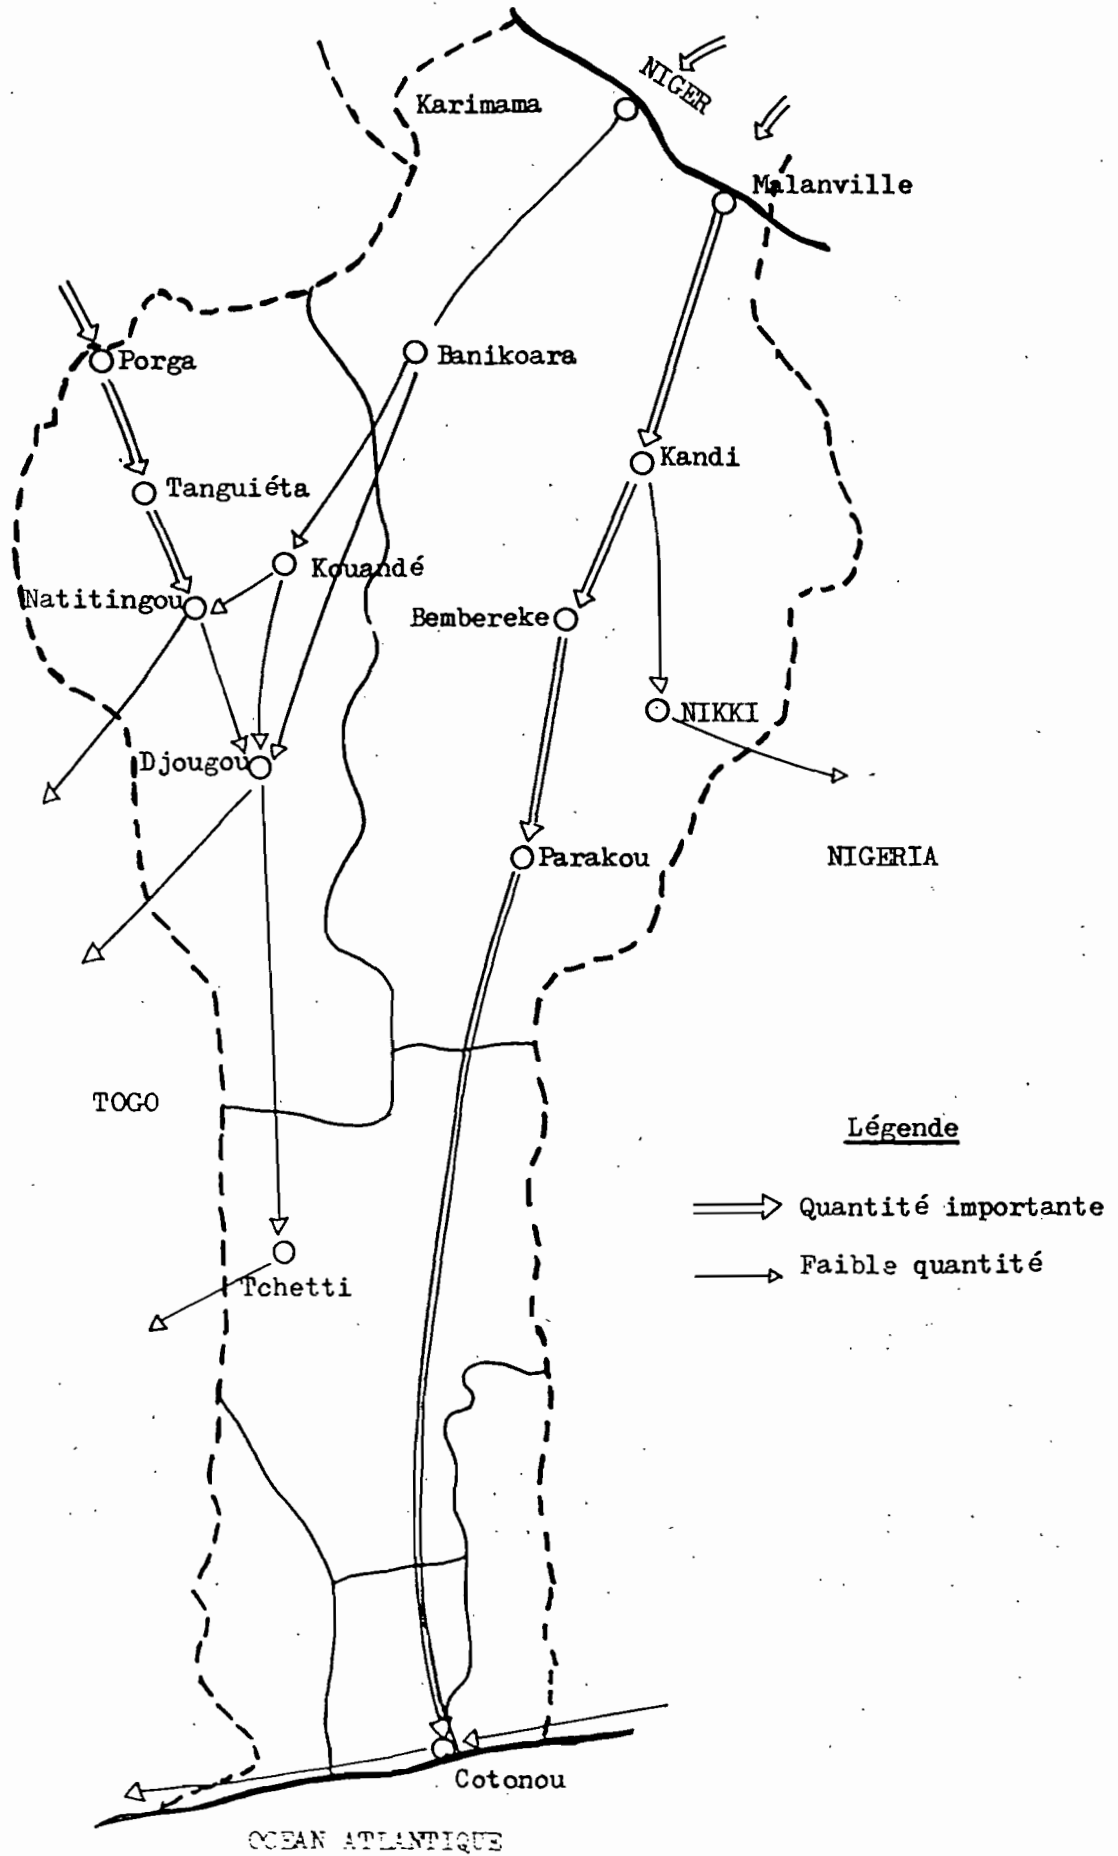 NIGER
Karimama
Malanville
Porga
Banikoara
Kandi
Tanguiéta
Kouandé
Natitingou
Bembereke
NIKKI
Djougou
Parakou
NIGERIA
TOGO
Légende
Quantité importante
Faible quantité
Tchetti
Cotonou
OCEAN ATLANTIQUE